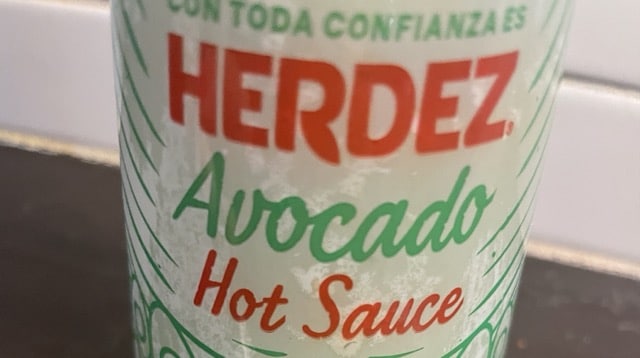 CON TODA CONFIANZA ES
HERDEZ®
Avocado
Hot Sauce